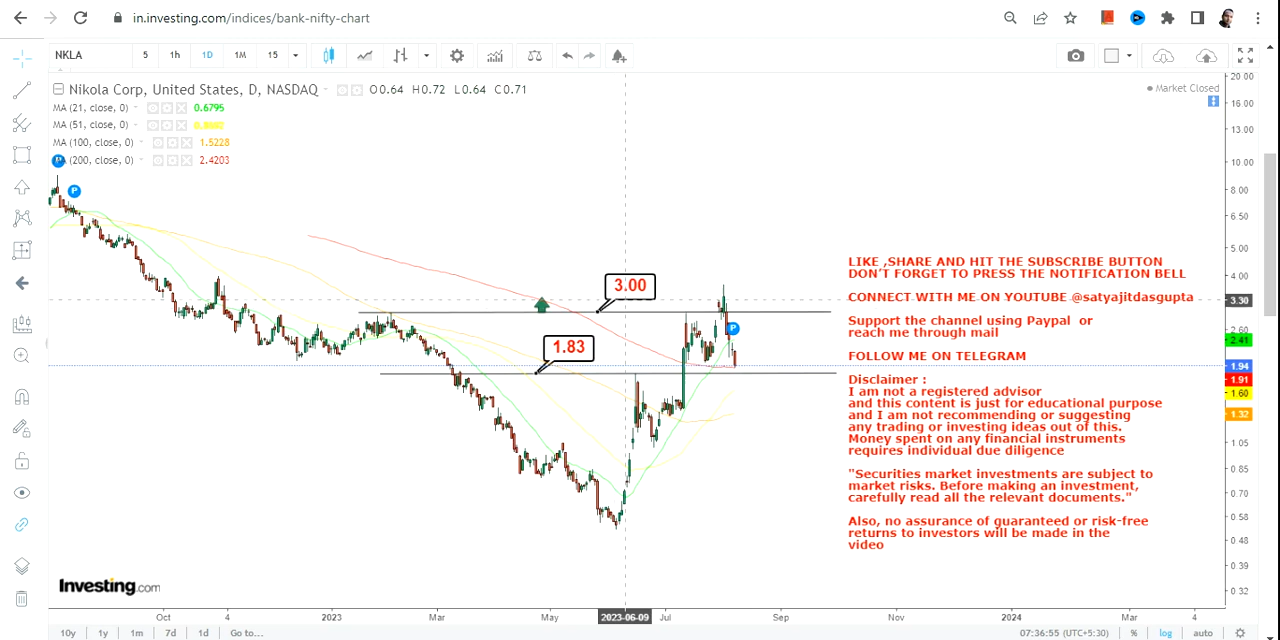 in.investing.com/indices/bank-nifty-chart
NKLA 5 1h 1D 1M 15
Nikola Corp, United States, D, NASDAQ O0.64 H0.72 L0.64 C0.71
Market Closed
MA (21, close, 0) 0.6795
MA (51, close, 0)
MA (100, close, 0) 1.5228
MA (200, close, 0) 2.4203
P
P
P
3.00
1.83
LIKE ,SHARE AND HIT THE SUBSCRIBE BUTTON
DON'T FORGET TO PRESS THE NOTIFICATION BELL
CONNECT WITH ME ON YOUTUBE @satyajitdasgupta
Support the channel using Paypal or
reach me through mail
FOLLOW ME ON TELEGRAM
Disclaimer :
I am not a registered advisor
and this content is just for educational purpose
and I am not recommending or suggesting
any trading or investing ideas out of this.
Money spent on any financial instruments
requires individual due diligence
"Securities market investments are subject to
market risks. Before making an investment,
carefully read all the relevant documents."
Also, no assurance of guaranteed or risk-free
returns to investors will be made in the
video
20.00
16.00
13.00
10.00
8.00
6.50
5.00
4.00
3.30
2.60
2.41
1.94
1.91
1.60
1.32
1.05
0.85
0.70
0.58
0.48
0.39
0.32
Investing.com
Oct 4 2023 Mar May 2023-06-09 Jul Sep Nov 2024 Mar 4
10y 1y 1m 7d 1d Go to... 07:36:55 (UTC+5:30) % log auto